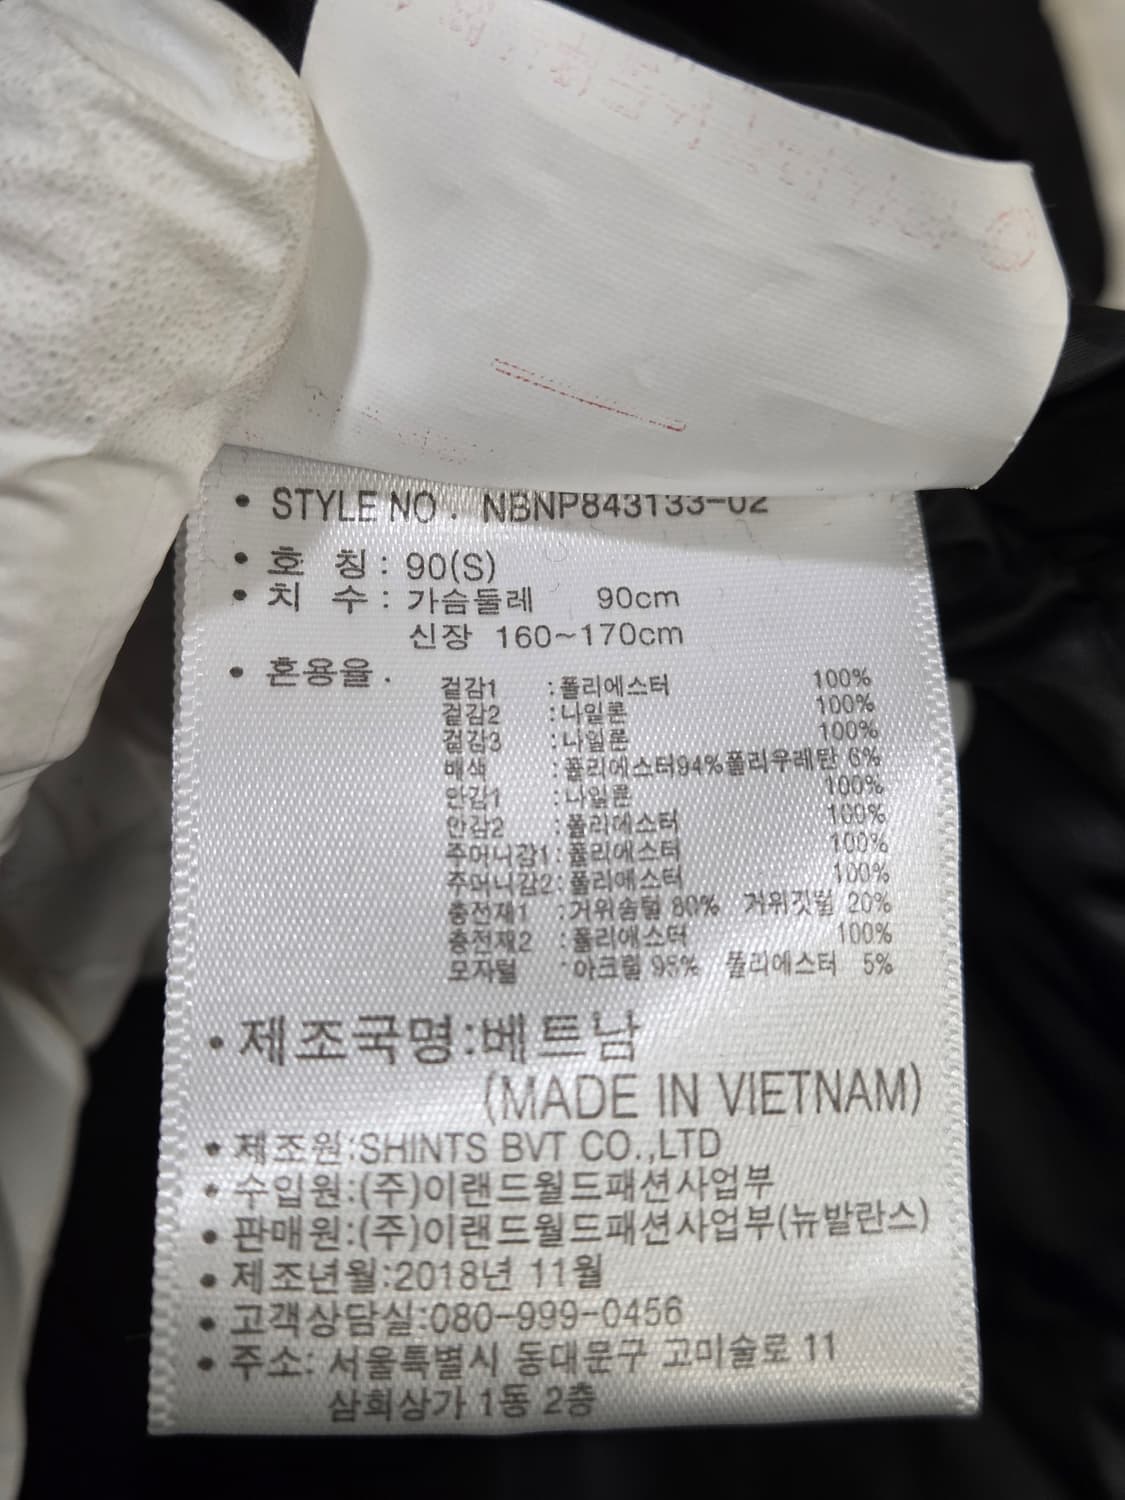 • STYLE NO. NBNP843133-02
• 호 칭 : 90(S)
• 치 수 : 가슴둘레 90cm
신장 160~170cm
• 혼용율.
겉감1 :폴리에스터 100%
겉감2 :나일론 100%
겉감3 :나일론 100%
배색 :폴리에스터94%폴리우레탄 6%
안감1 :나일론 100%
안감2 :폴리에스터 100%
주머니감1:폴리에스터 100%
주머니감2:폴리에스터 100%
충전재1 :거위솜털 80% 거위깃털 20%
충전재2 :폴리에스터 100%
모자털 아크릴 95% 폴리에스터 5%
• 제조국명:베트남
(MADE IN VIETNAM)
• 제조원:SHINTS BVT CO.,LTD
• 수입원:(주)이랜드월드패션사업부
• 판매원:(주)이랜드월드패션사업부(뉴발란스)
• 제조년월:2018년 11월
• 고객상담실:080-999-0456
• 주소: 서울특별시 동대문구 고미술로 11
삼희상가 1동 2층